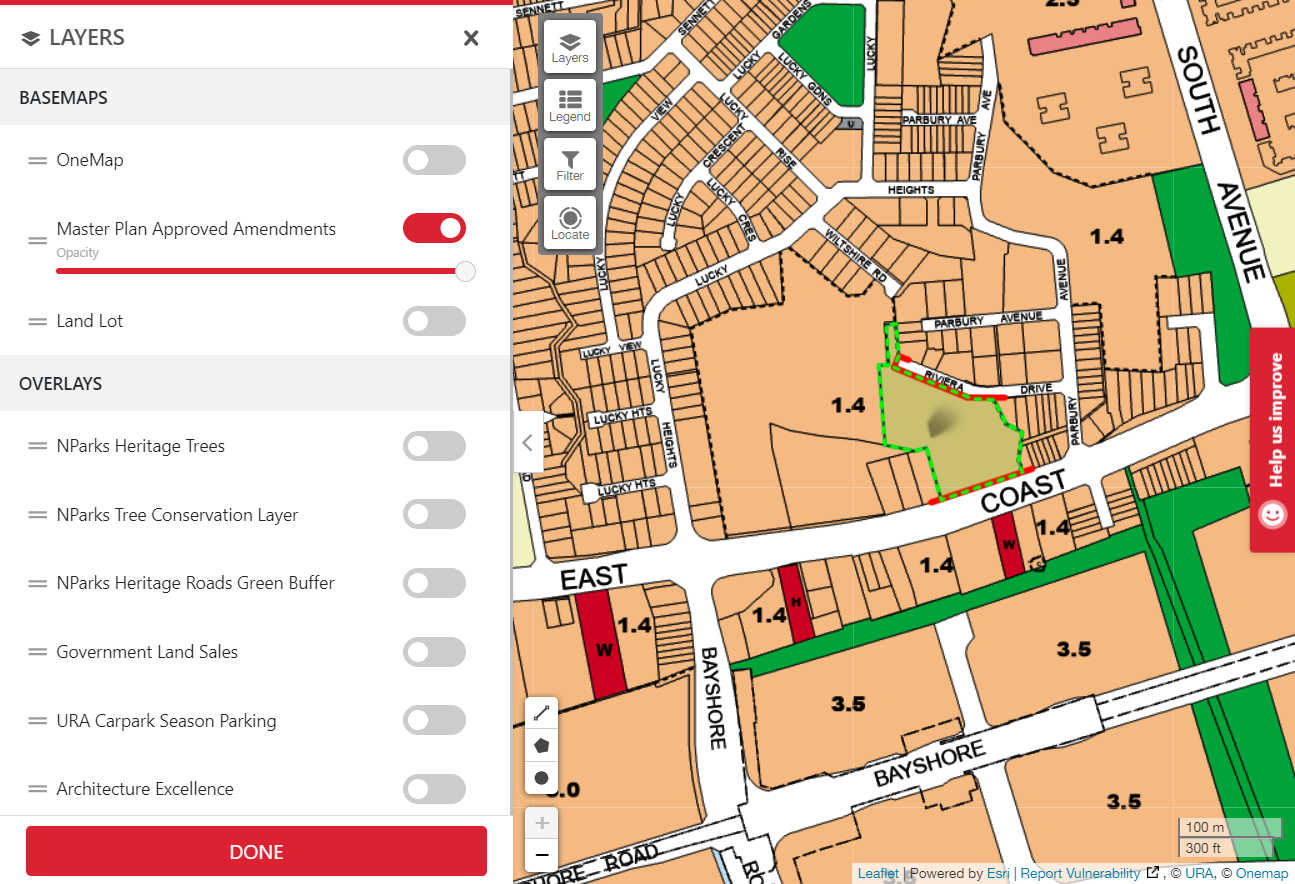 LAYERS
BASEMAPS
OneMap
Master Plan Approved Amendments
Opacity
Land Lot
OVERLAYS
NParks Heritage Trees
NParks Tree Conservation Layer
NParks Heritage Roads Green Buffer
Government Land Sales
URA Carpark Season Parking
Architecture Excellence
DONE
Layers
Legend
Filter
Locate
SENNETT
SENNETT
GARDENS
LUCKY
LUCKY
LUCKY GDNS
VIEW
LUCKY
RISE
CRESCENT
LUCKY
LUCKY CRES
U
PARBURY AVE
PARBURY AVE
HEIGHTS
SOUTH
AVENUE
1.4
WILTSHIRE RD
LUCKY
LUCKY
AVENUE
PARBURY AVENUE
LUCKY VIEW
LUCKY HEIGHTS
RIVIERA DRIVE
1.4
PARBURY
LUCKY HTS
LUCKY HTS
Help us improve
EAST COAST
W
1.4
1.4
H
1.4
W
1.4
3.5
3.5
BAYSHORE
BAYSHORE
3.5
.0
ROAD
100 m
300 ft
Leaflet | Powered by Esri | Report Vulnerability , © URA, © Onemap